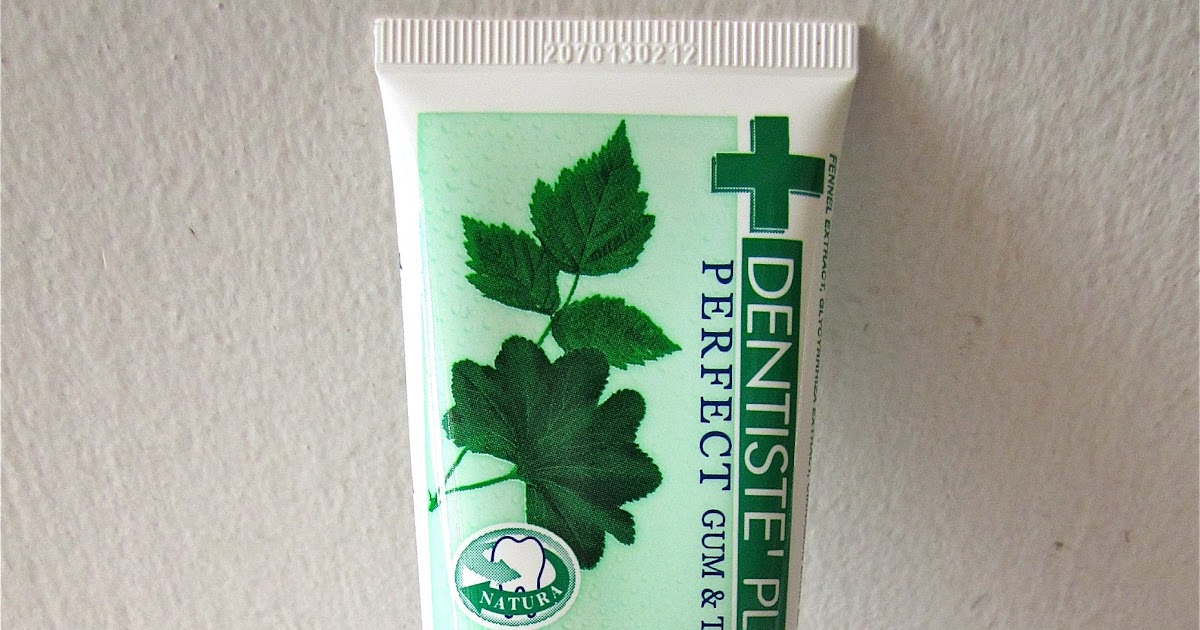 2070130212
DENTISTE' PL
PERFECT GUM & T
FENNEL EXTRACT, GLYCYRRHIZA EXTRACT,
NATURA